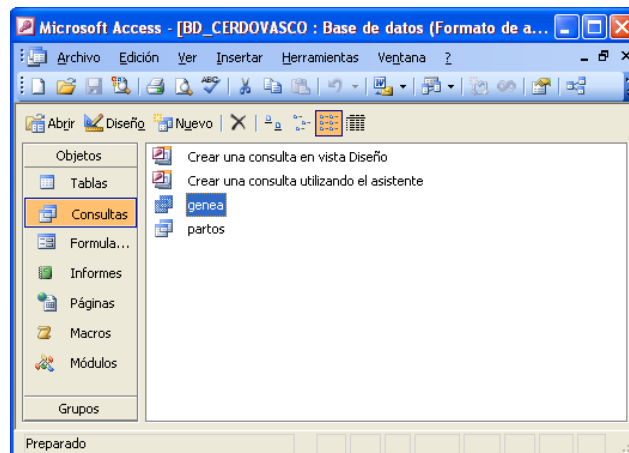 Microsoft Access - [BD_CERDOVASCO : Base de datos (Formato de a...
Archivo Edición Ver Insertar Herramientas Ventana ?
Abrir Diseño Nuevo
Objetos
Tablas
Consultas
Formula...
Informes
Páginas
Macros
Módulos
Grupos
Crear una consulta en vista Diseño
Crear una consulta utilizando el asistente
genea
partos
Preparado